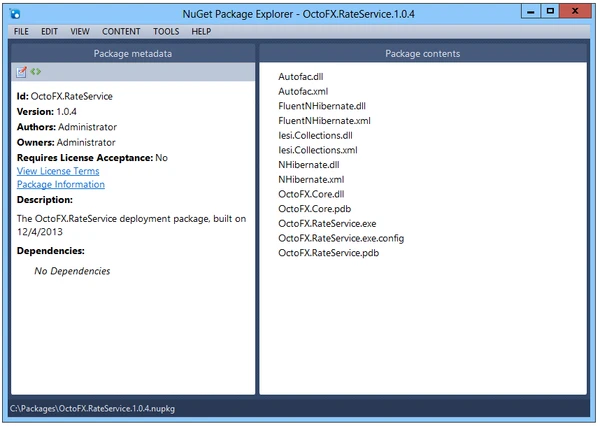 NuGet Package Explorer - OctoFX.RateService.1.0.4
FILE EDIT VIEW CONTENT TOOLS HELP
Package metadata
Id: OctoFX.RateService
Version: 1.0.4
Authors: Administrator
Owners: Administrator
Requires License Acceptance: No
View License Terms
Package Information
Description:
The OctoFX.RateService deployment package, built on
12/4/2013
Dependencies:
No Dependencies
Package contents
Autofac.dll
Autofac.xml
FluentNHibernate.dll
FluentNHibernate.xml
Iesi.Collections.dll
Iesi.Collections.xml
NHibernate.dll
NHibernate.xml
OctoFX.Core.dll
OctoFX.Core.pdb
OctoFX.RateService.exe
OctoFX.RateService.exe.config
OctoFX.RateService.pdb
C:\Packages\OctoFX.RateService.1.0.4.nupkg